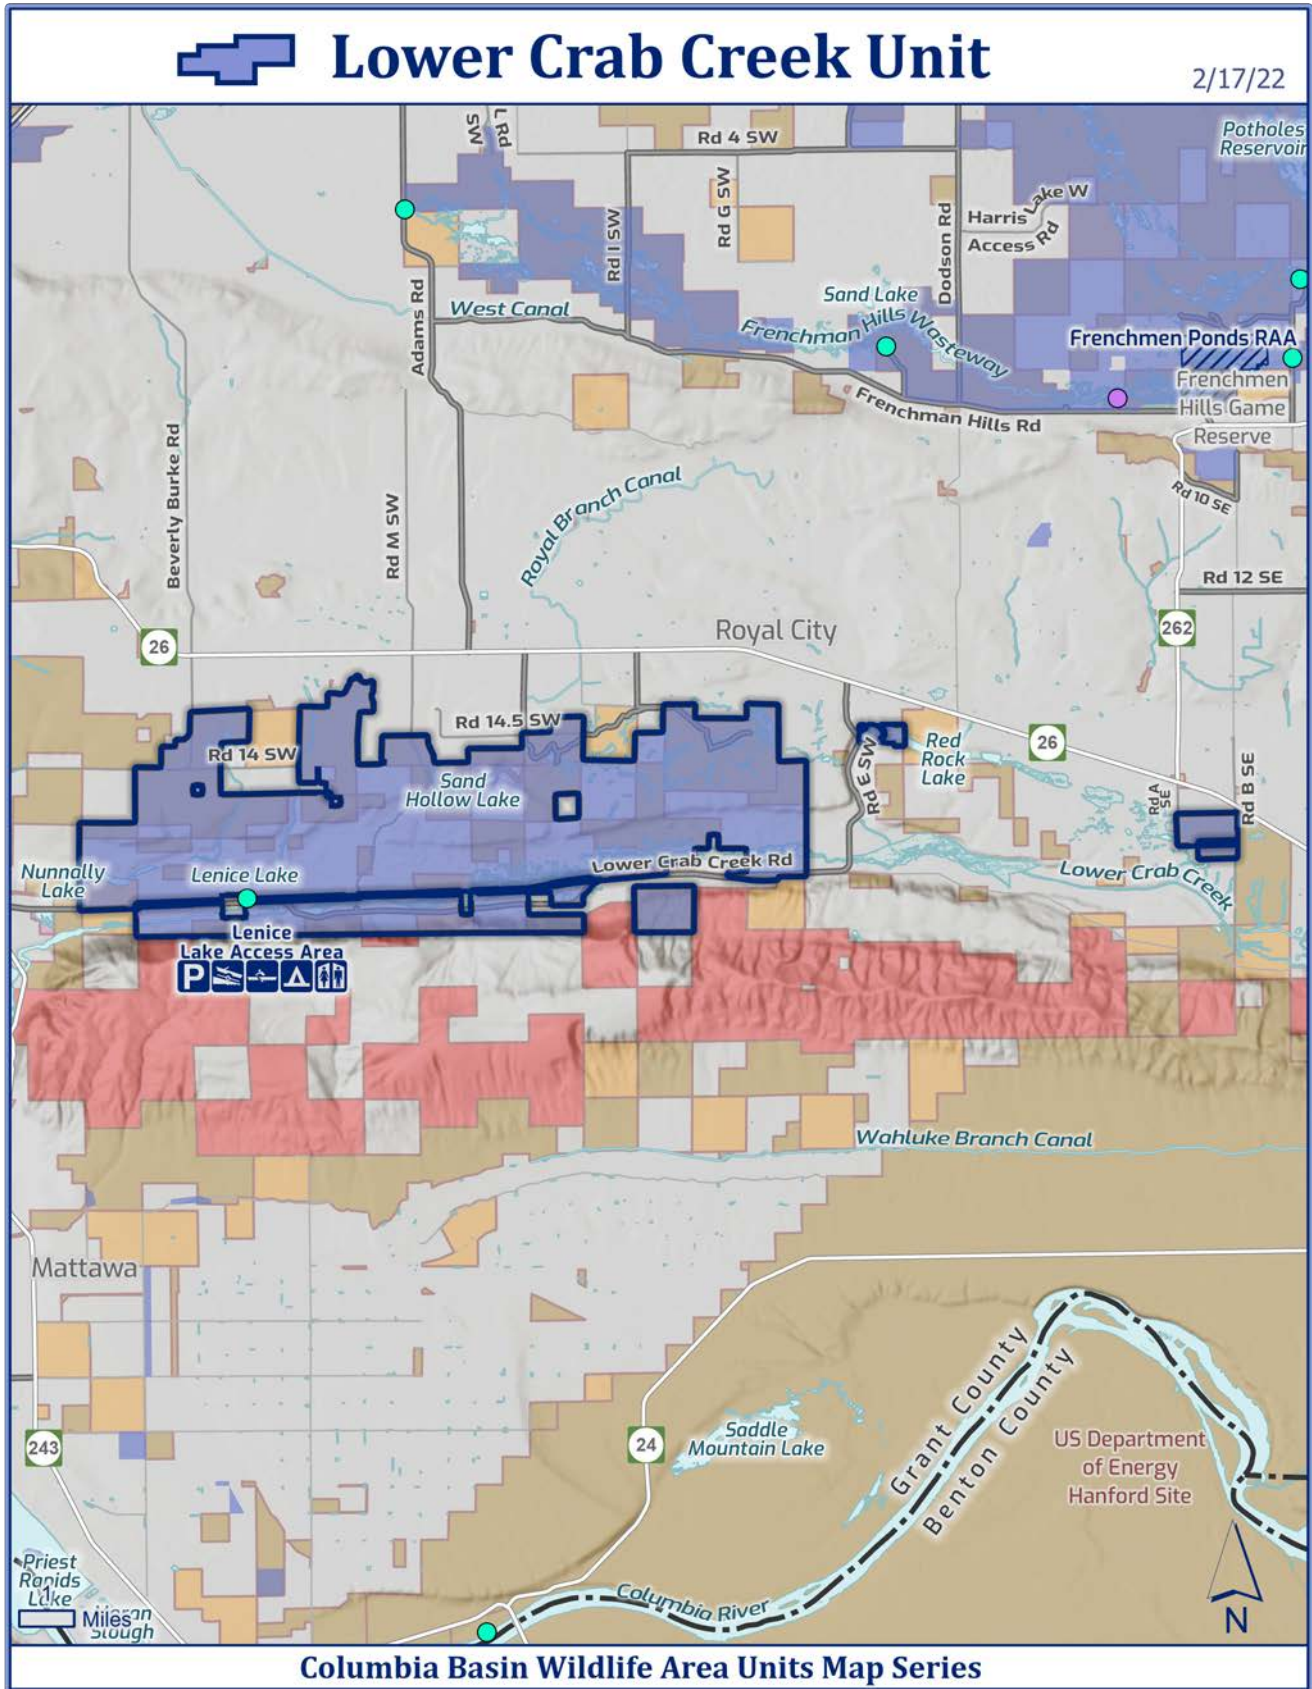 Lower Crab Creek Unit
2/17/22
L Rd
SW
Rd 4 SW
Potholes
Reservoir
Rd G SW
Harris Lake W
Access Rd
Rd I SW
Dodson Rd
Adams Rd
West Canal
Sand Lake
Frenchman Hills Wasteway
Frenchmen Ponds RAA
Frenchmen
Hills Game
Reserve
Frenchman Hills Rd
Beverly Burke Rd
Rd M SW
Royal Branch Canal
Rd 10 SE
Rd 12 SE
26
Royal City
262
Rd 14.5 SW
Rd 14 SW
Sand
Hollow Lake
Rd E SW
Red
Rock
Lake
26
Rd A
SE
Rd B SE
Nunnally
Lake
Lenice Lake
Lower Crab Creek Rd
Lower Crab Creek
Lenice
Lake Access Area
P
Wahluke Branch Canal
Mattawa
243
24
Saddle
Mountain Lake
Grant County
Benton County
US Department
of Energy
Hanford Site
Priest
Rapids
Lake
1
Miles
Slough
Columbia River
N
Columbia Basin Wildlife Area Units Map Series